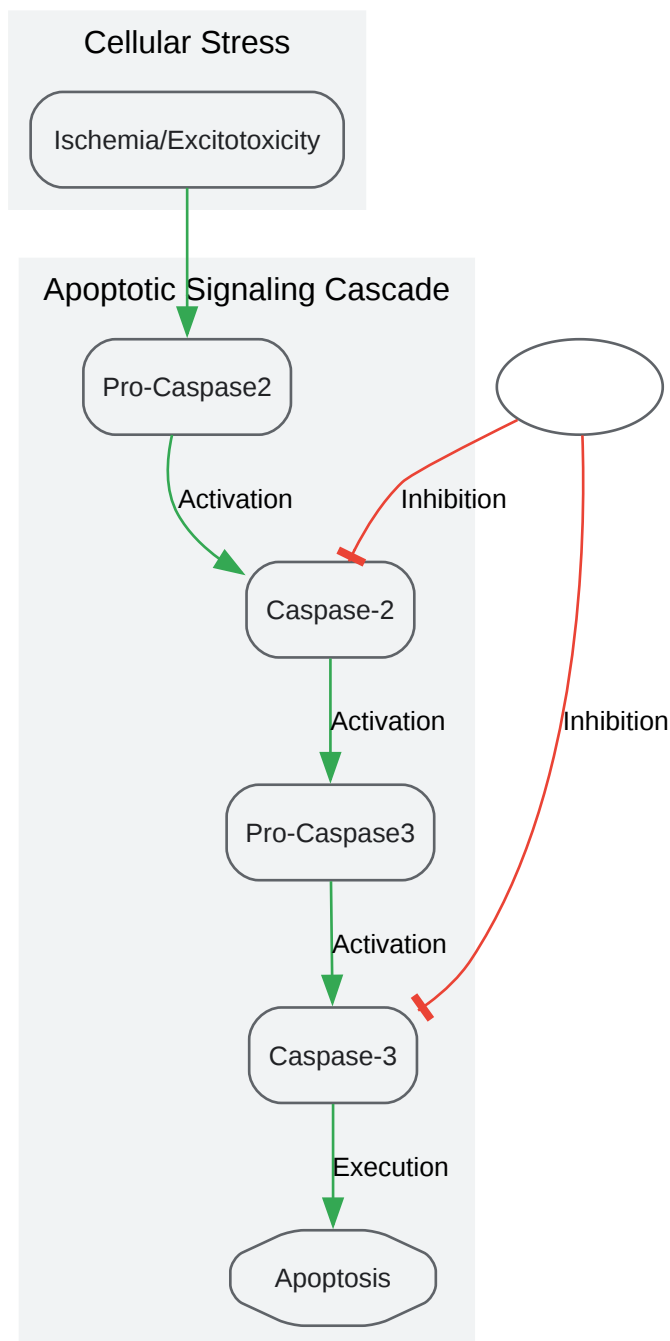 Cellular Stress
Ischemia/Excitotoxicity
Apoptotic Signaling Cascade
Pro-Caspase2
Activation
Inhibition
Caspase-2
Activation
Inhibition
Pro-Caspase3
Activation
Caspase-3
Execution
Apoptosis